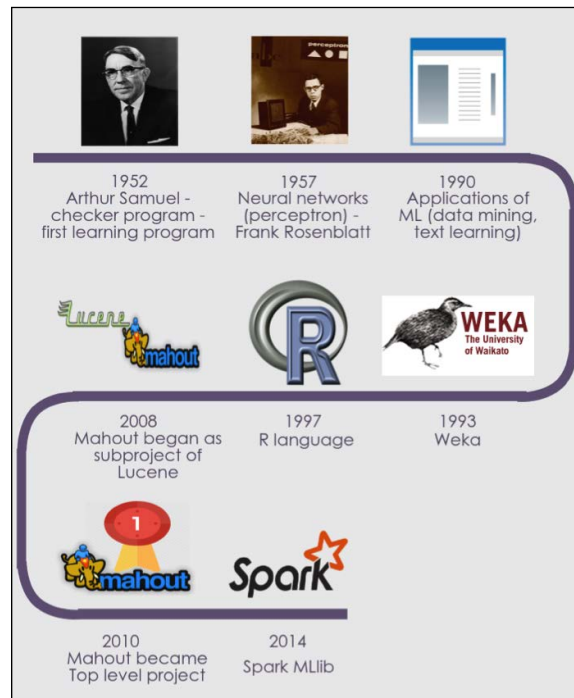 perceptron
1952
Arthur Samuel -
checker program -
first learning program
1957
Neural networks
(perceptron) -
Frank Rosenblatt
1990
Applications of
ML (data mining,
text learning)
Lucene
mahout
R
WEKA
The University
of Waikato
2008
Mahout began as
subproject of
Lucene
1997
R language
1993
Weka
1
mahout
Spark
2010
Mahout became
Top level project
2014
Spark MLlib